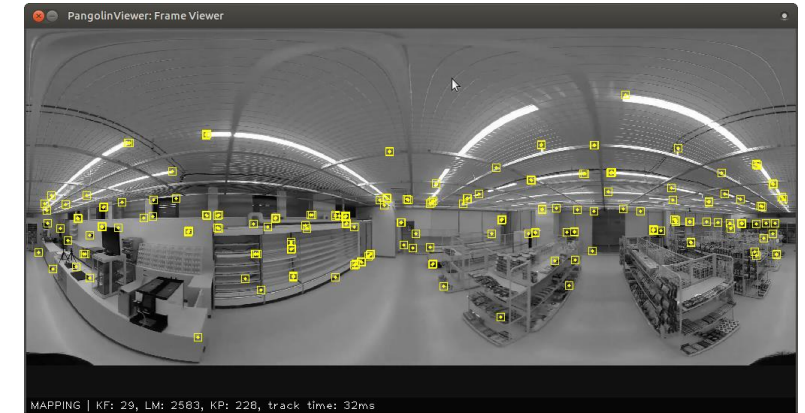 PangolinViewer: Frame Viewer
MAPPING | KF: 29, LM: 2583, KP: 228, track time: 32ms